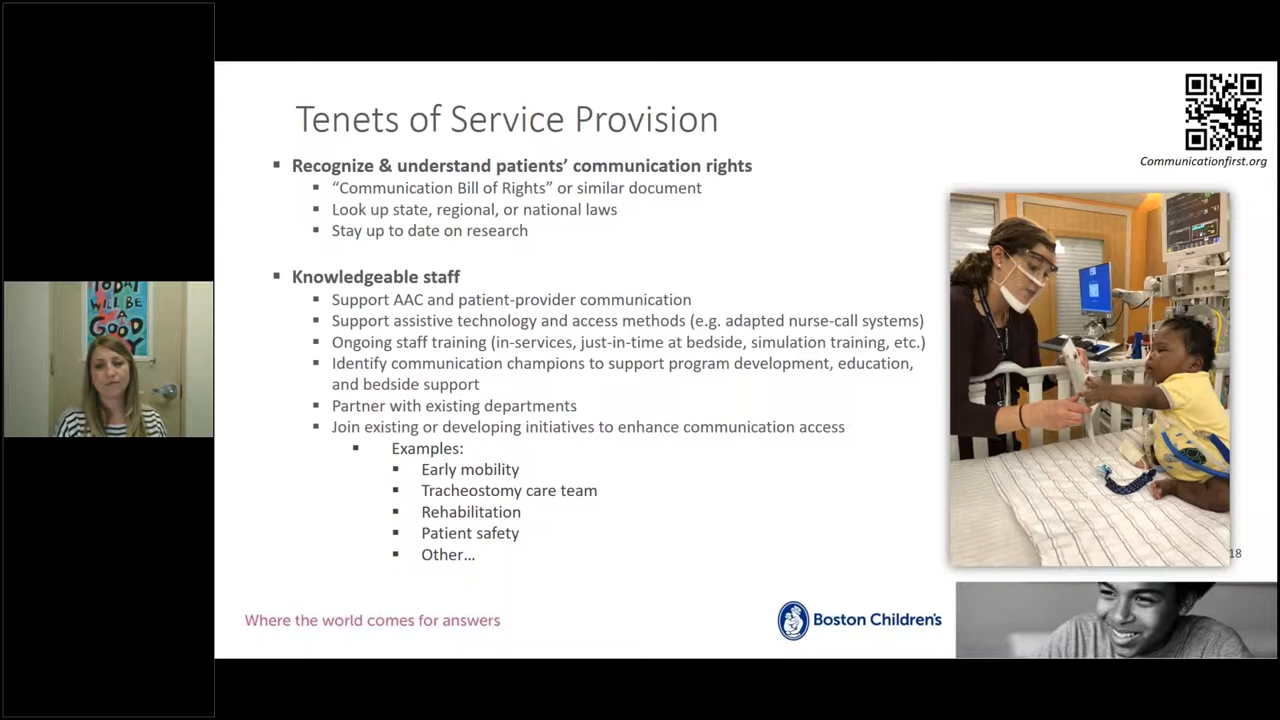 TODAY
WILL BE
A
GOOD
Tenets of Service Provision
Communicationfirst.org
▪ Recognize & understand patients’ communication rights
▪ “Communication Bill of Rights” or similar document
▪ Look up state, regional, or national laws
▪ Stay up to date on research
▪ Knowledgeable staff
▪ Support AAC and patient-provider communication
▪ Support assistive technology and access methods (e.g. adapted nurse-call systems)
▪ Ongoing staff training (in-services, just-in-time at bedside, simulation training, etc.)
▪ Identify communication champions to support program development, education,
and bedside support
▪ Partner with existing departments
▪ Join existing or developing initiatives to enhance communication access
▪ Examples:
▪ Early mobility
▪ Tracheostomy care team
▪ Rehabilitation
▪ Patient safety
▪ Other…
18
Where the world comes for answers
Boston Children's